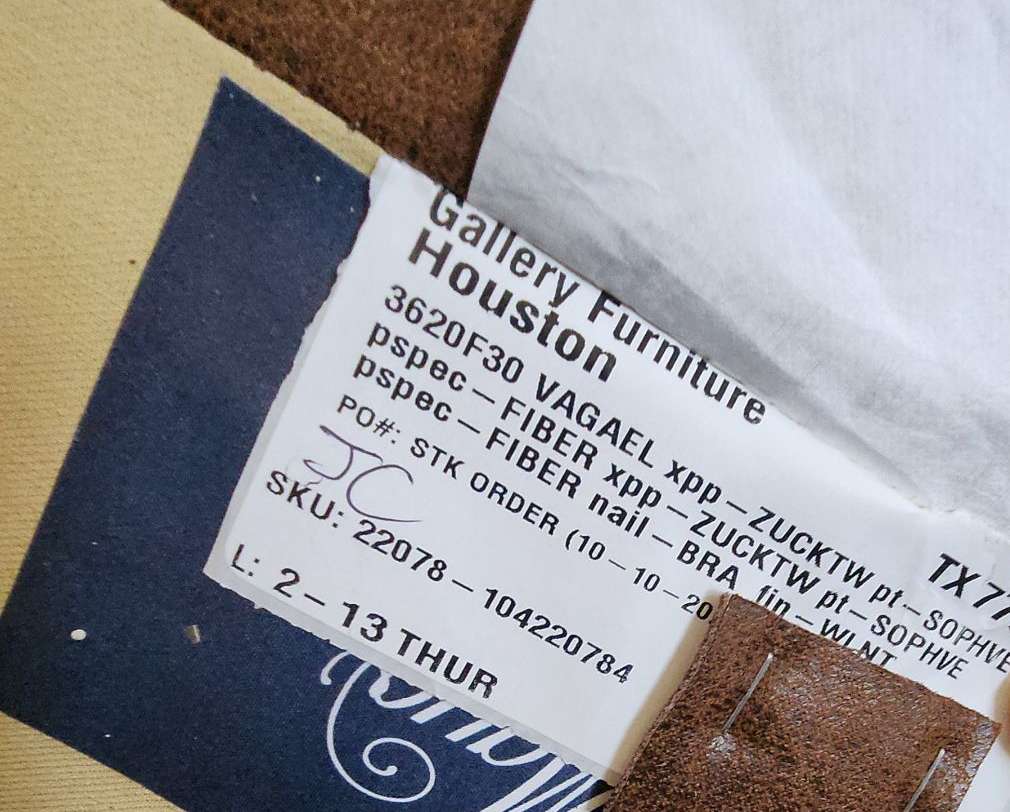 Gallery Furniture
Houston TX 77
3620F30 VAGAEL xpp-ZUCKTW pt-SOPHVE
pspec-FIBER xpp-ZUCKTW pt-SOPHVE
pspec-FIBER nail-BRA fin-WLNT
PO#: STK ORDER (10-10-20
JC
SKU: 22078-104220784
L: 2-13 THUR